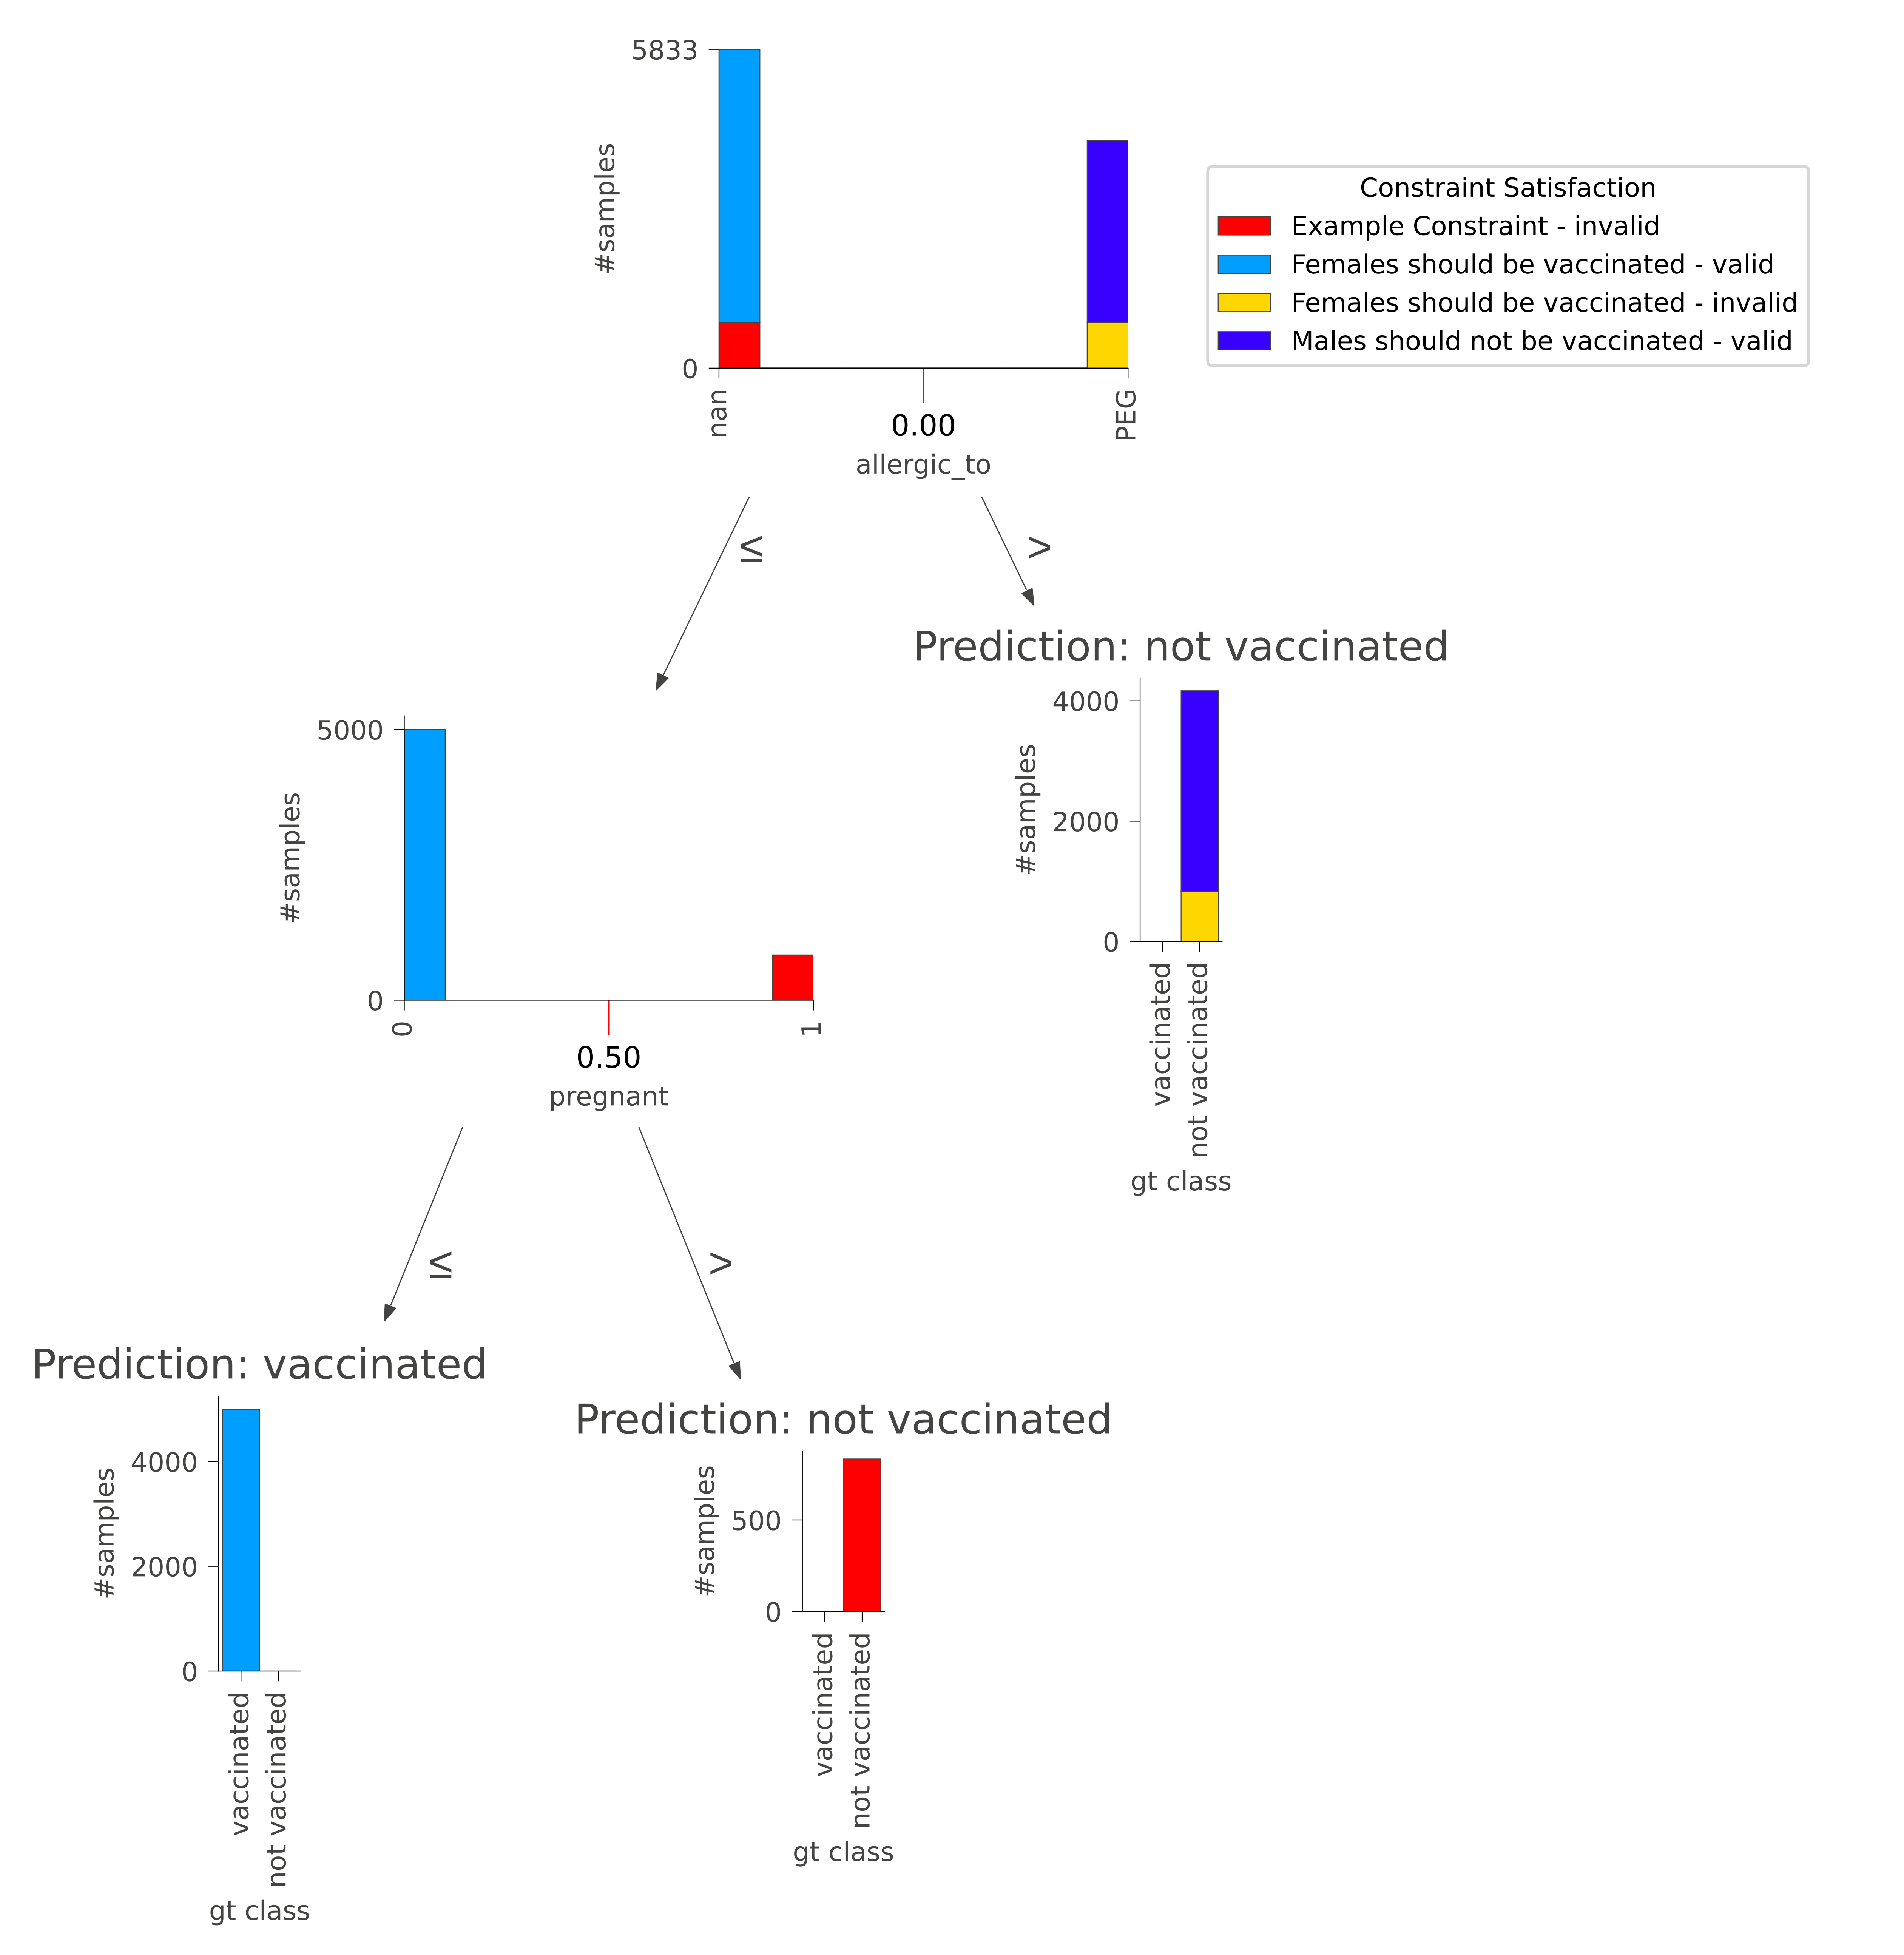 5833
#samples
0
nan
PEG
0.00
allergic_to
Constraint Satisfaction
Example Constraint - invalid
Females should be vaccinated - valid
Females should be vaccinated - invalid
Males should not be vaccinated - valid
≤
>
Prediction: not vaccinated
4000
2000
0
#samples
vaccinated
not vaccinated
gt class
5000
#samples
0
0
1
0.50
pregnant
≤
>
Prediction: vaccinated
4000
2000
0
#samples
vaccinated
not vaccinated
gt class
Prediction: not vaccinated
500
0
#samples
vaccinated
not vaccinated
gt class